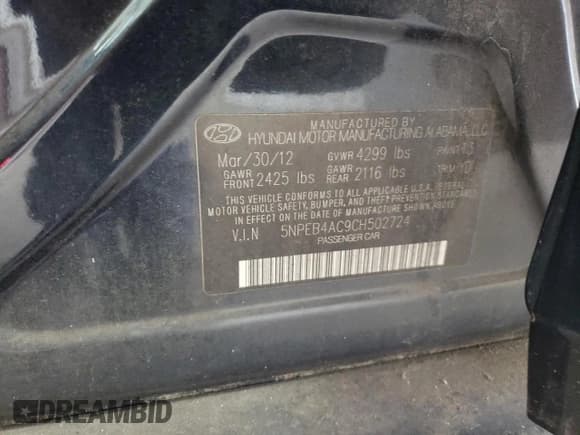 MANUFACTURED BY
HYUNDAI MOTOR MANUFACTURING ALABAMA, LLC
Mar/30/12 GVWR 4299 lbs PAINT
GAWR FRONT 2425 lbs GAWR REAR 2116 lbs TRIM
THIS VEHICLE CONFORMS TO ALL APPLICABLE U.S.A. FEDERAL
MOTOR VEHICLE SAFETY, BUMPER, AND THEFT PREVENTION STANDARDS
IN EFFECT ON THE DATE OF MANUFACTURE SHOWN ABOVE
V.I.N 5NPEB4AC9CH502724
PASSENGER CAR
DREAMBID